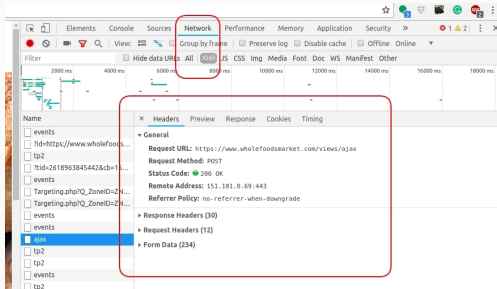 Elements Console Sources Network Performance Memory Application Security » 1 2
View: Group by frame Preserve log Disable cache Offline Online
Filter Hide data URLs All XHR JS CSS Img Media Font Doc WS Manifest Other
2000 ms 4000 ms 6000 ms 8000 ms 10000 ms 12000 ms 14000 ms 16000 ms 18000 ms
Name × Headers Preview Response Cookies Timing
events
?id=https://www.wholefoods...
tp2
?tid=2618963845442&cb=15...
events
Targeting.php?Q_ZoneID=ZN...
Targeting.php?Q_ZoneID=ZN...
events
events
ajax
tp2
tp2
events
tp2
General
Request URL: https://www.wholefoodsmarket.com/views/ajax
Request Method: POST
Status Code: 200 OK
Remote Address: 151.101.0.69:443
Referrer Policy: no-referrer-when-downgrade
Response Headers (30)
Request Headers (12)
Form Data (234)